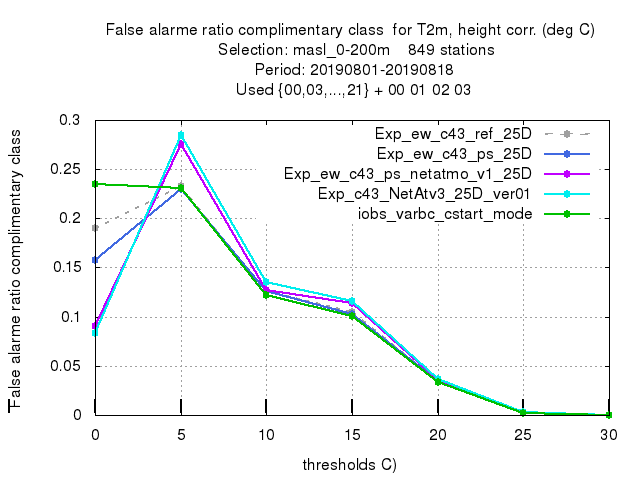 False alarme ratio complimentary class  for T2m, height corr. (deg C)
Selection: masl_0-200m    849 stations
Period: 20190801-20190818
Used {00,03,...,21} + 00 01 02 03
False alarme ratio complimentary class
0.3
0.25
0.2
0.15
0.1
0.05
0
Exp_ew_c43_ref_25D
Exp_ew_c43_ps_25D
Exp_ew_c43_ps_netatmo_v1_25D
Exp_c43_NetAtv3_25D_ver01
iobs_varbc_cstart_mode
0 5 10 15 20 25 30
thresholds C)